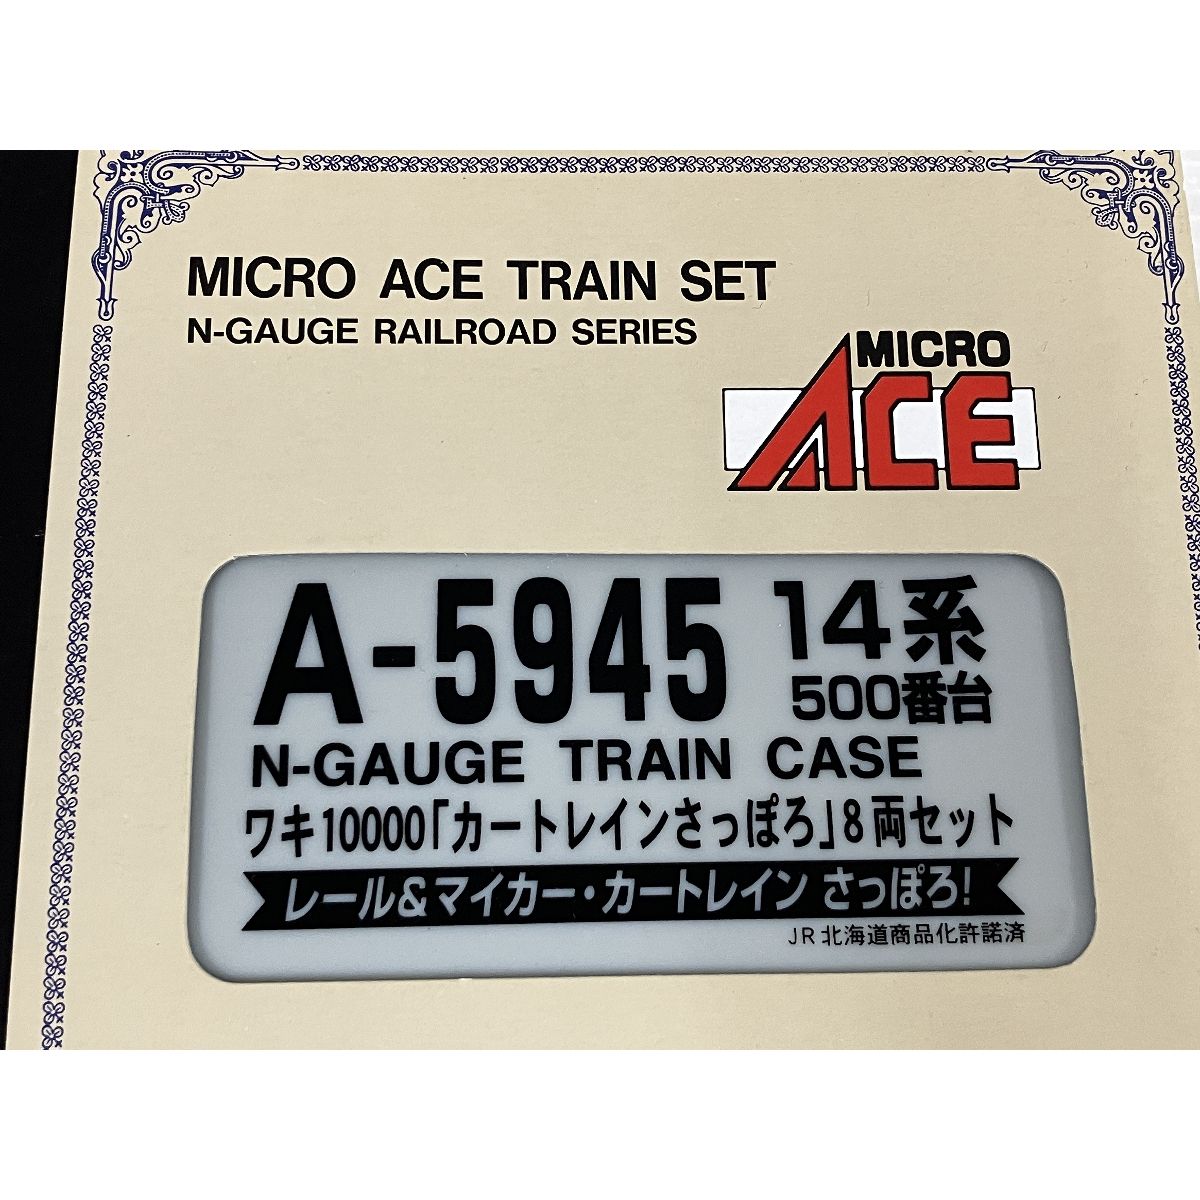 MICRO ACE TRAIN SET
N-GAUGE RAILROAD SERIES
MICRO
ACE
A-5945 14系
500番台
N-GAUGE TRAIN CASE
ワキ10000「カートレインさっぽろ」8両セット
レール&マイカー・カートレイン さっぽろ!
JR北海道商品化許諾済